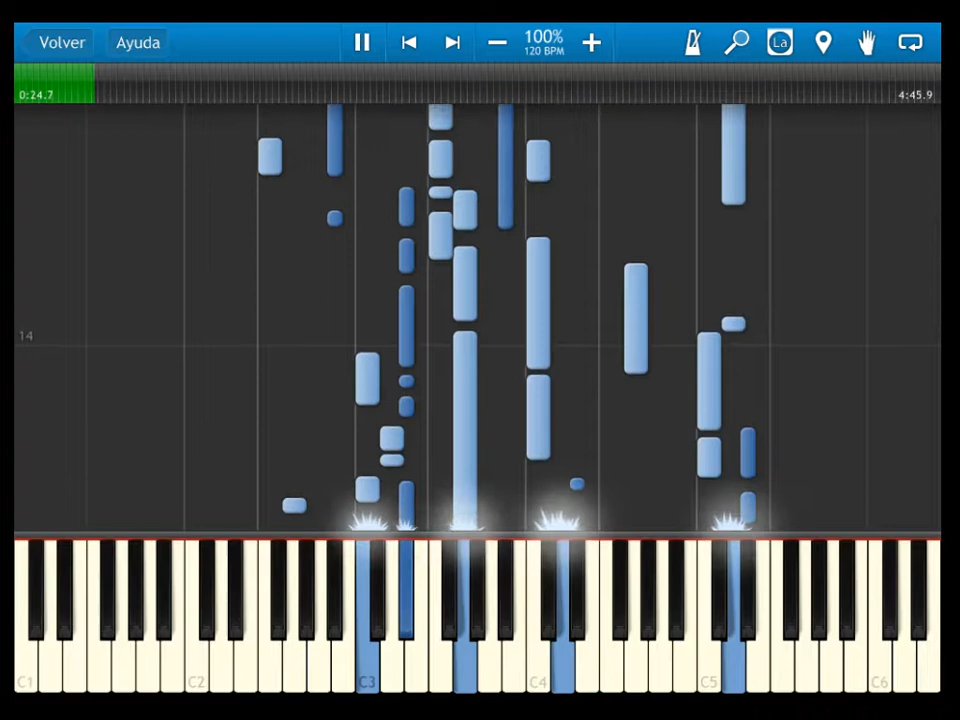 Volver
Ayuda
100%
120 BPM
La
0:24.7
4:45.9
14
C1
C2
C3
C4
C5
C6